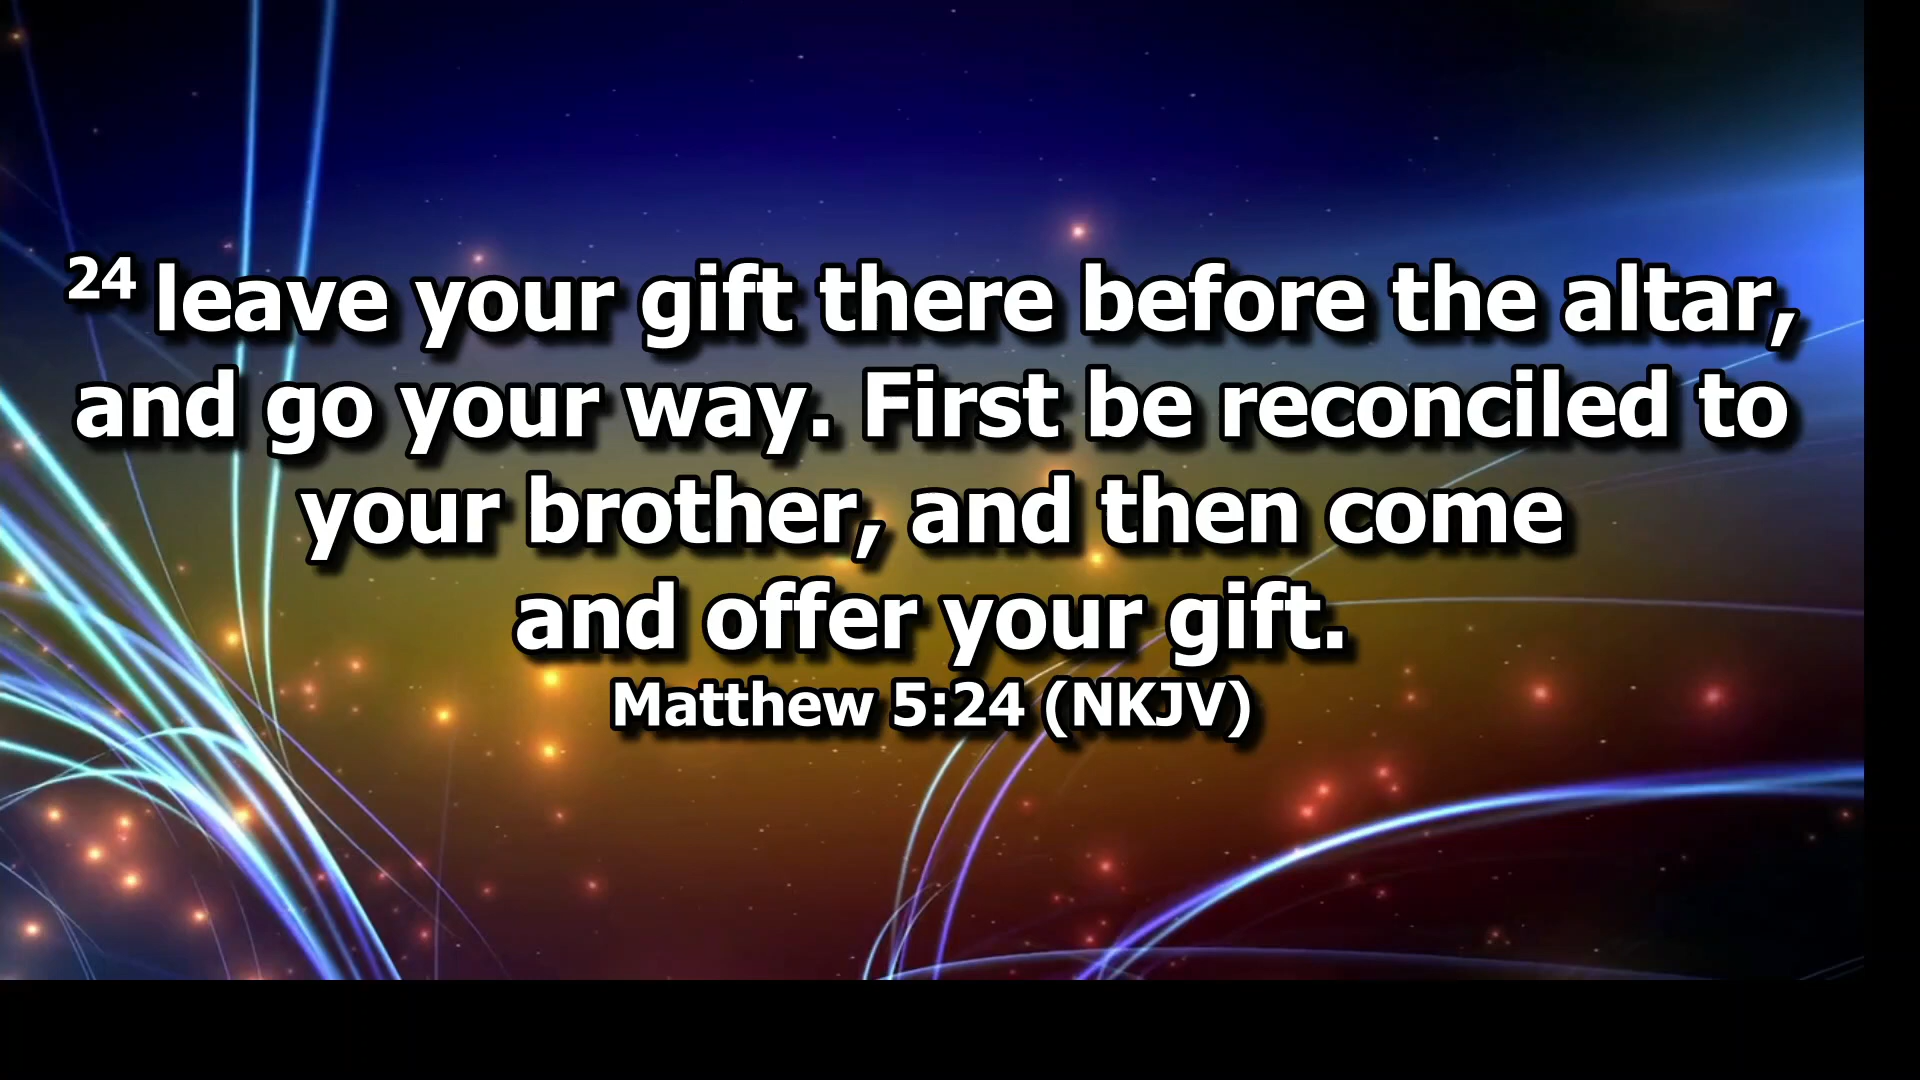 24 leave your gift there before the altar,
and go your way. First be reconciled to
your brother, and then come
and offer your gift.
Matthew 5:24 (NKJV)